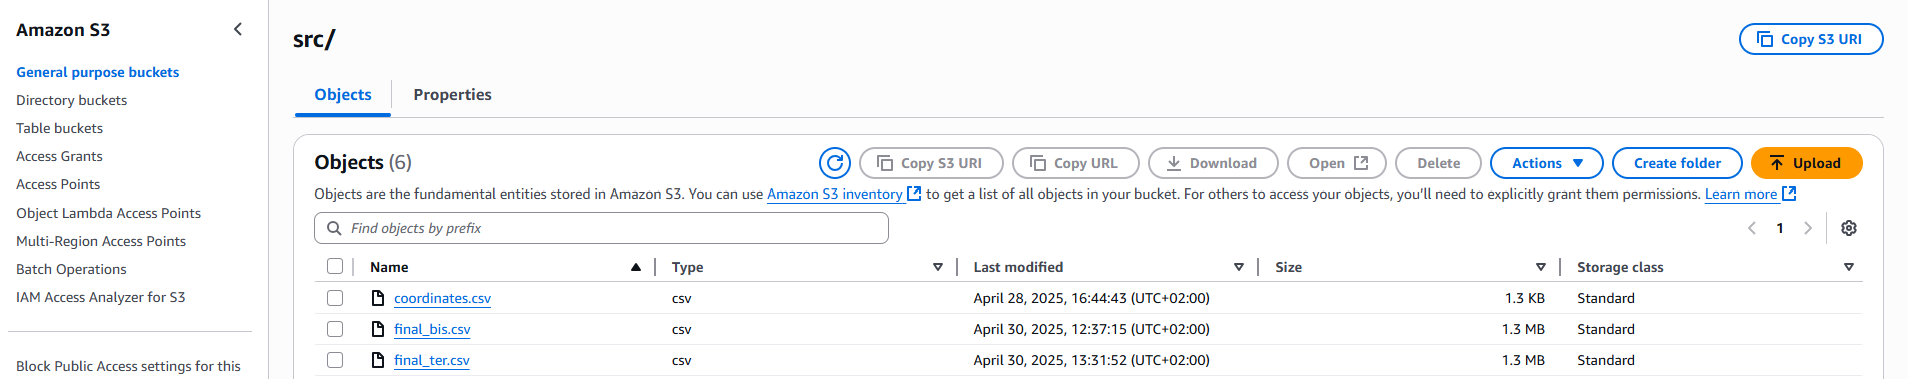 Amazon S3
General purpose buckets
Directory buckets
Table buckets
Access Grants
Access Points
Object Lambda Access Points
Multi-Region Access Points
Batch Operations
IAM Access Analyzer for S3
Block Public Access settings for this
src/
Copy S3 URI
Objects
Properties
Objects (6)
Copy S3 URI
Copy URL
Download
Open
Delete
Actions
Create folder
Upload
Objects are the fundamental entities stored in Amazon S3. You can use Amazon S3 inventory to get a list of all objects in your bucket. For others to access your objects, you'll need to explicitly grant them permissions. Learn more
Find objects by prefix
1
Name Type Last modified Size Storage class
coordinates.csv csv April 28, 2025, 16:44:43 (UTC+02:00) 1.3 KB Standard
final_bis.csv csv April 30, 2025, 12:37:15 (UTC+02:00) 1.3 MB Standard
final_ter.csv csv April 30, 2025, 13:31:52 (UTC+02:00) 1.3 MB Standard